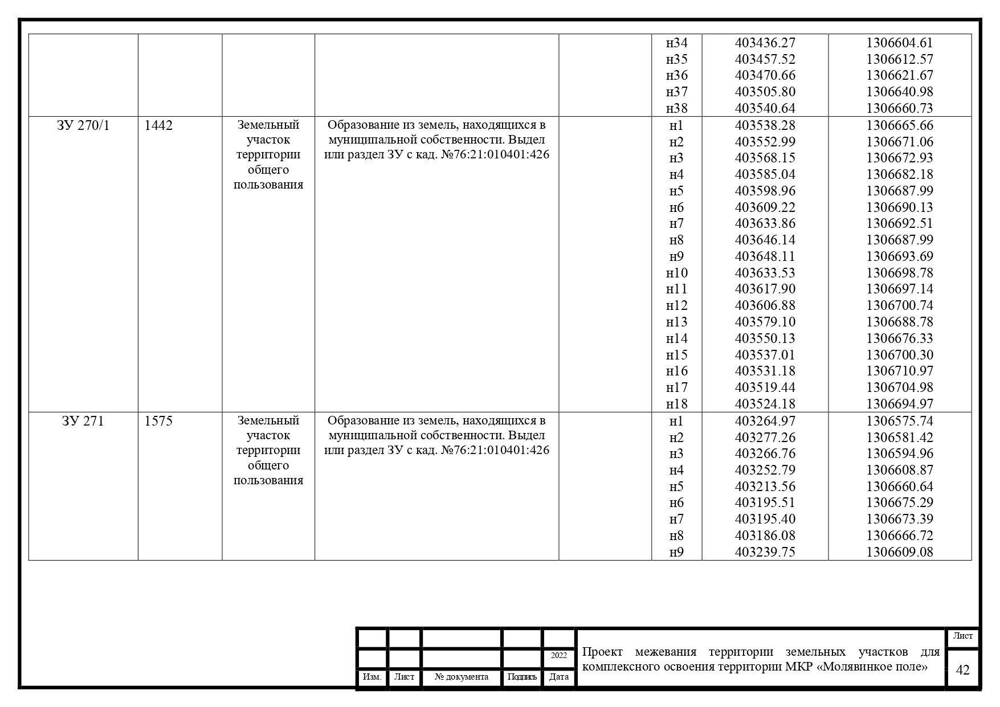 н34 403436.27 1306604.61
н35 403457.52 1306612.57
н36 403470.66 1306621.67
н37 403505.80 1306640.98
н38 403540.64 1306660.73
ЗУ 270/1 1442
Земельный
участок
территории
общего
пользования
Образование из земель, находящихся в
муниципальной собственности. Выдел
или раздел ЗУ с кад. №76:21:010401:426
н1 403538.28 1306665.66
н2 403552.99 1306671.06
н3 403568.15 1306672.93
н4 403585.04 1306682.18
н5 403598.96 1306687.99
н6 403609.22 1306690.13
н7 403633.86 1306692.51
н8 403646.14 1306687.99
н9 403648.11 1306693.69
н10 403633.53 1306698.78
н11 403617.90 1306697.14
н12 403606.88 1306700.74
н13 403579.10 1306688.78
н14 403550.13 1306676.33
н15 403537.01 1306700.30
н16 403531.18 1306710.97
н17 403519.44 1306704.98
н18 403524.18 1306694.97
ЗУ 271 1575
Земельный
участок
территории
общего
пользования
Образование из земель, находящихся в
муниципальной собственности. Выдел
или раздел ЗУ с кад. №76:21:010401:426
н1 403264.97 1306575.74
н2 403277.26 1306581.42
н3 403266.76 1306594.96
н4 403252.79 1306608.87
н5 403213.56 1306660.64
н6 403195.51 1306675.29
н7 403195.40 1306673.39
н8 403186.08 1306666.72
н9 403239.75 1306609.08
2022
Изм. Лист № документа Подпись Дата
Проект межевания территории земельных участков для
комплексного освоения территории МКР «Молявинкое поле»
Лист
42